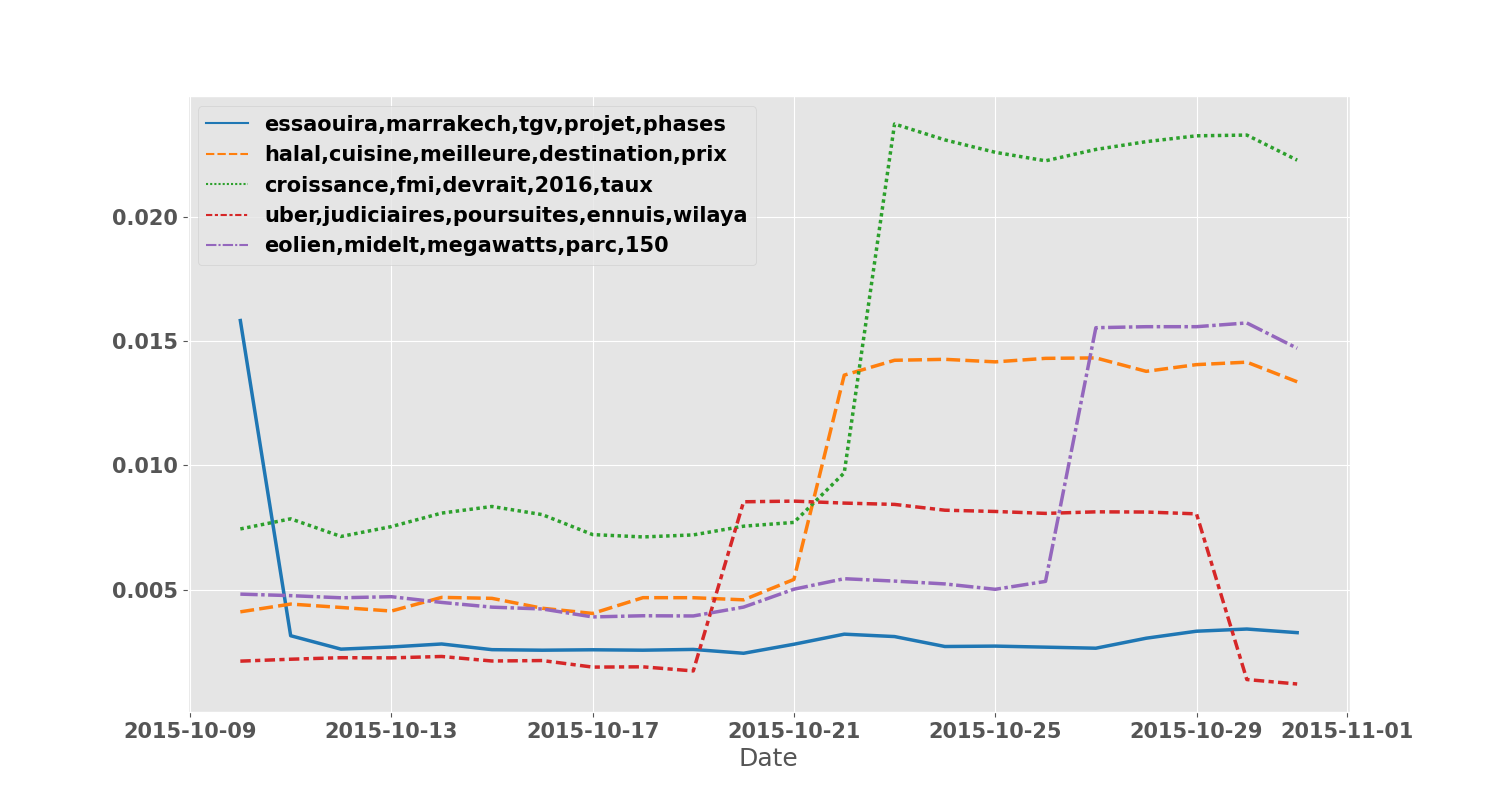 essaouira,marrakech,tgv,projet,phases
halal,cuisine,meilleure,destination,prix
croissance,fmi,devrait,2016,taux
uber,judiciaires,poursuites,ennuis,wilaya
eolien,midelt,megawatts,parc,150
0.020
0.015
0.010
0.005
2015-10-09 2015-10-13 2015-10-17 2015-10-21 2015-10-25 2015-10-29 2015-11-01
Date